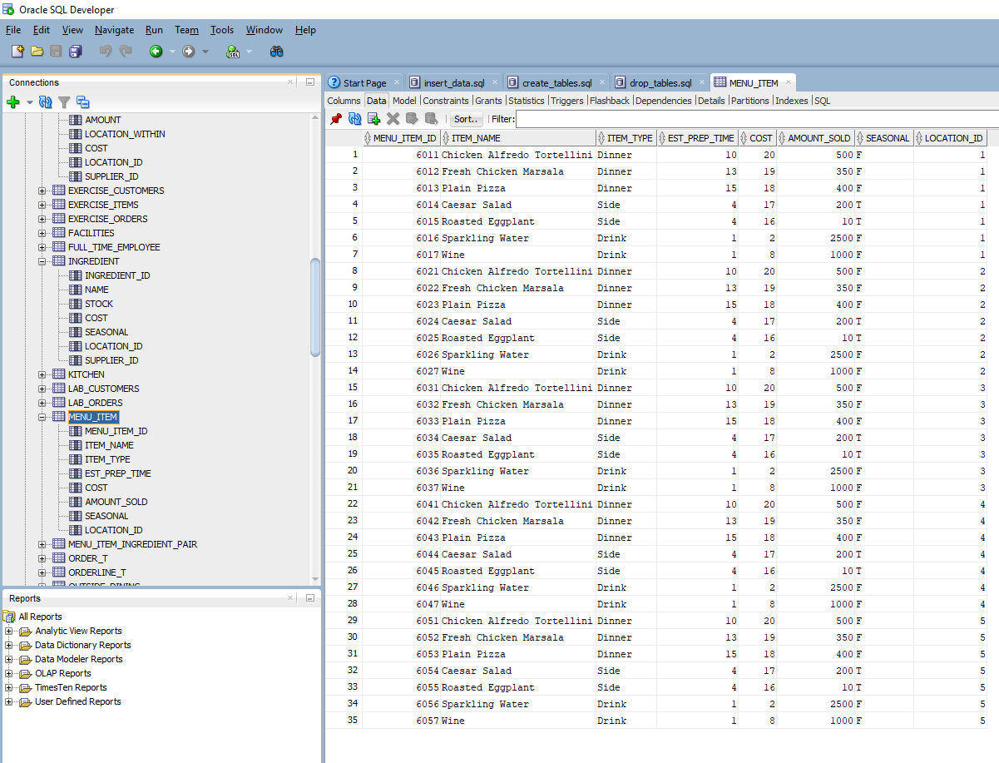 Oracle SQL Developer
File Edit View Navigate Run Team Tools Window Help
Connections
AMOUNT
LOCATION_WITHIN
COST
LOCATION_ID
SUPPLIER_ID
EXERCISE_CUSTOMERS
EXERCISE_ITEMS
EXERCISE_ORDERS
FACILITIES
FULL_TIME_EMPLOYEE
INGREDIENT
INGREDIENT_ID
NAME
STOCK
COST
SEASONAL
LOCATION_ID
SUPPLIER_ID
KITCHEN
LAB_CUSTOMERS
LAB_ORDERS
MENU_ITEM
MENU_ITEM_ID
ITEM_NAME
ITEM_TYPE
EST_PREP_TIME
COST
AMOUNT_SOLD
SEASONAL
LOCATION_ID
MENU_ITEM_INGREDIENT_PAIR
ORDER_T
ORDERLINE_T
OUTSIDE_DINING
Reports
All Reports
Analytic View Reports
Data Dictionary Reports
Data Modeler Reports
OLAP Reports
TimesTen Reports
User Defined Reports
Start Page insert_data.sql create_tables.sql drop_tables.sql MENU_ITEM
Columns Data Model Constraints Grants Statistics Triggers Flashback Dependencies Details Partitions Indexes SQL
Sort.. Filter:
MENU_ITEM_ID ITEM_NAME ITEM_TYPE EST_PREP_TIME COST AMOUNT_SOLD SEASONAL LOCATION_ID
1 6011 Chicken Alfredo Tortellini Dinner 10 20 500 F 1
2 6012 Fresh Chicken Marsala Dinner 13 19 350 F 1
3 6013 Plain Pizza Dinner 15 18 400 F 1
4 6014 Caesar Salad Side 4 17 200 T 1
5 6015 Roasted Eggplant Side 4 16 10 T 1
6 6016 Sparkling Water Drink 1 2 2500 F 1
7 6017 Wine Drink 1 8 1000 F 1
8 6021 Chicken Alfredo Tortellini Dinner 10 20 500 F 2
9 6022 Fresh Chicken Marsala Dinner 13 19 350 F 2
10 6023 Plain Pizza Dinner 15 18 400 F 2
11 6024 Caesar Salad Side 4 17 200 T 2
12 6025 Roasted Eggplant Side 4 16 10 T 2
13 6026 Sparkling Water Drink 1 2 2500 F 2
14 6027 Wine Drink 1 8 1000 F 2
15 6031 Chicken Alfredo Tortellini Dinner 10 20 500 F 3
16 6032 Fresh Chicken Marsala Dinner 13 19 350 F 3
17 6033 Plain Pizza Dinner 15 18 400 F 3
18 6034 Caesar Salad Side 4 17 200 T 3
19 6035 Roasted Eggplant Side 4 16 10 T 3
20 6036 Sparkling Water Drink 1 2 2500 F 3
21 6037 Wine Drink 1 8 1000 F 3
22 6041 Chicken Alfredo Tortellini Dinner 10 20 500 F 4
23 6042 Fresh Chicken Marsala Dinner 13 19 350 F 4
24 6043 Plain Pizza Dinner 15 18 400 F 4
25 6044 Caesar Salad Side 4 17 200 T 4
26 6045 Roasted Eggplant Side 4 16 10 T 4
27 6046 Sparkling Water Drink 1 2 2500 F 4
28 6047 Wine Drink 1 8 1000 F 4
29 6051 Chicken Alfredo Tortellini Dinner 10 20 500 F 5
30 6052 Fresh Chicken Marsala Dinner 13 19 350 F 5
31 6053 Plain Pizza Dinner 15 18 400 F 5
32 6054 Caesar Salad Side 4 17 200 T 5
33 6055 Roasted Eggplant Side 4 16 10 T 5
34 6056 Sparkling Water Drink 1 2 2500 F 5
35 6057 Wine Drink 1 8 1000 F 5